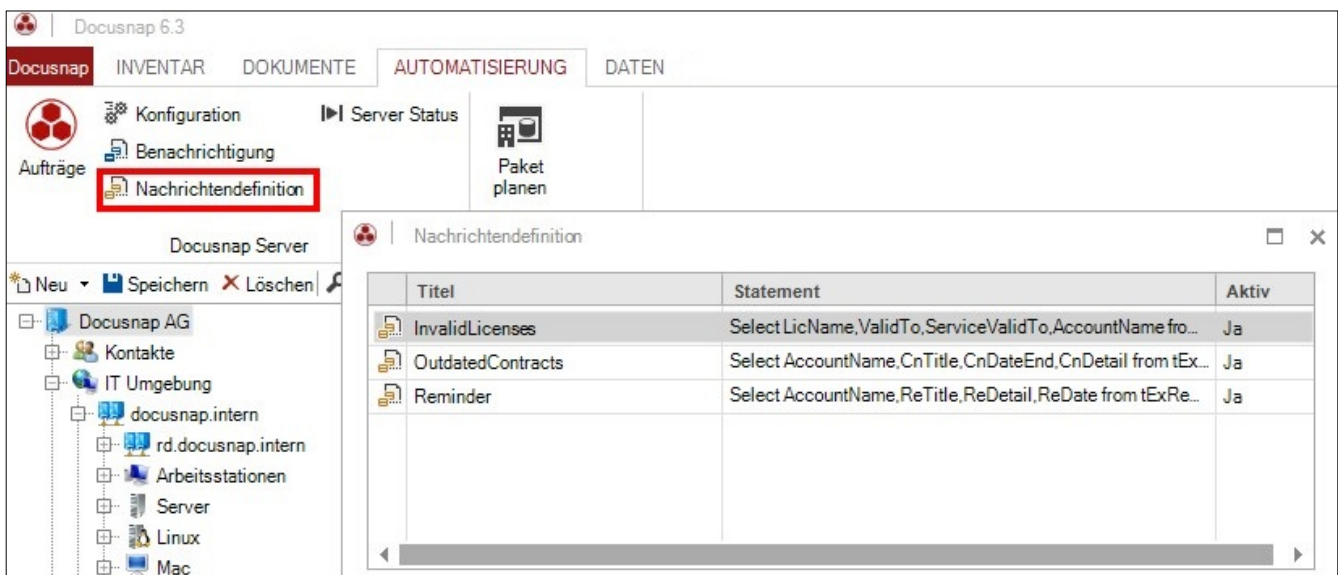 Docusnap 6.3
Docusnap INVENTAR DOKUMENTE AUTOMATISIERUNG DATEN
Aufträge
Konfiguration
Benachrichtigung
Nachrichtendefinition
Server Status
Docusnap Server
Paket
planen
Neu Speichern Löschen
Docusnap AG
Kontakte
IT Umgebung
docusnap.intern
rd.docusnap.intern
Arbeitsstationen
Server
Linux
Mac
Nachrichtendefinition
Titel Statement Aktiv
InvalidLicenses Select LicName,ValidTo,ServiceValidTo,AccountName fro... Ja
OutdatedContracts Select AccountName,CnTitle,CnDateEnd,CnDetail from tEx... Ja
Reminder Select AccountName,ReTitle,ReDetail,ReDate from tExRe... Ja